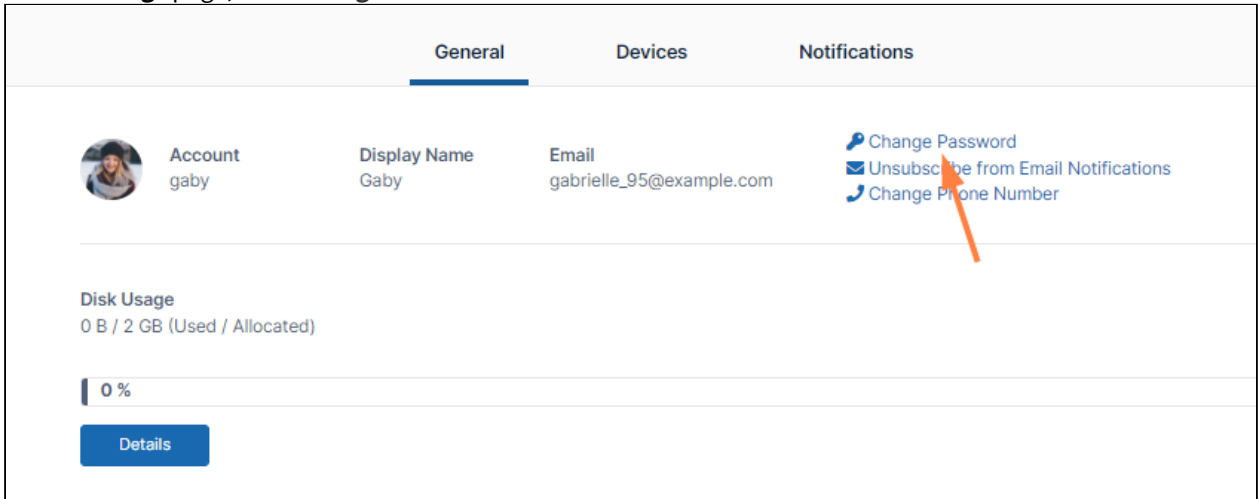 General Devices Notifications
Account Display Name Email
gaby Gaby gabrielle_95@example.com
Change Password
Unsubscribe from Email Notifications
Change Phone Number
Disk Usage
0 B / 2 GB (Used / Allocated)
0 %
Details